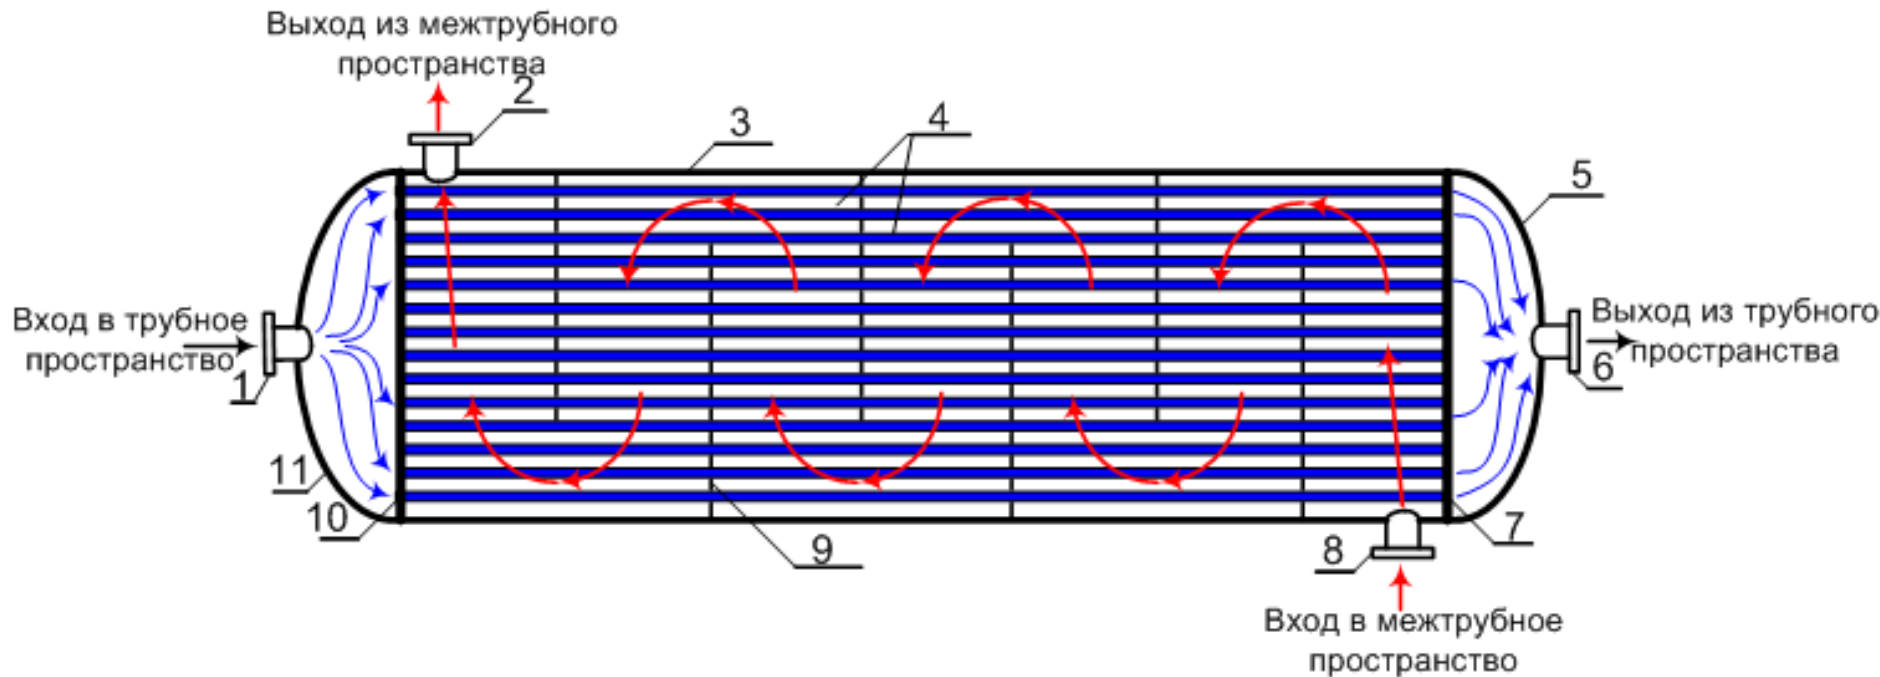 Выход из межтрубного
пространства
2
3
4
5
Вход в трубное
пространство
1
Выход из трубного
пространства
6
11
10
9
8
7
Вход в межтрубное
пространство